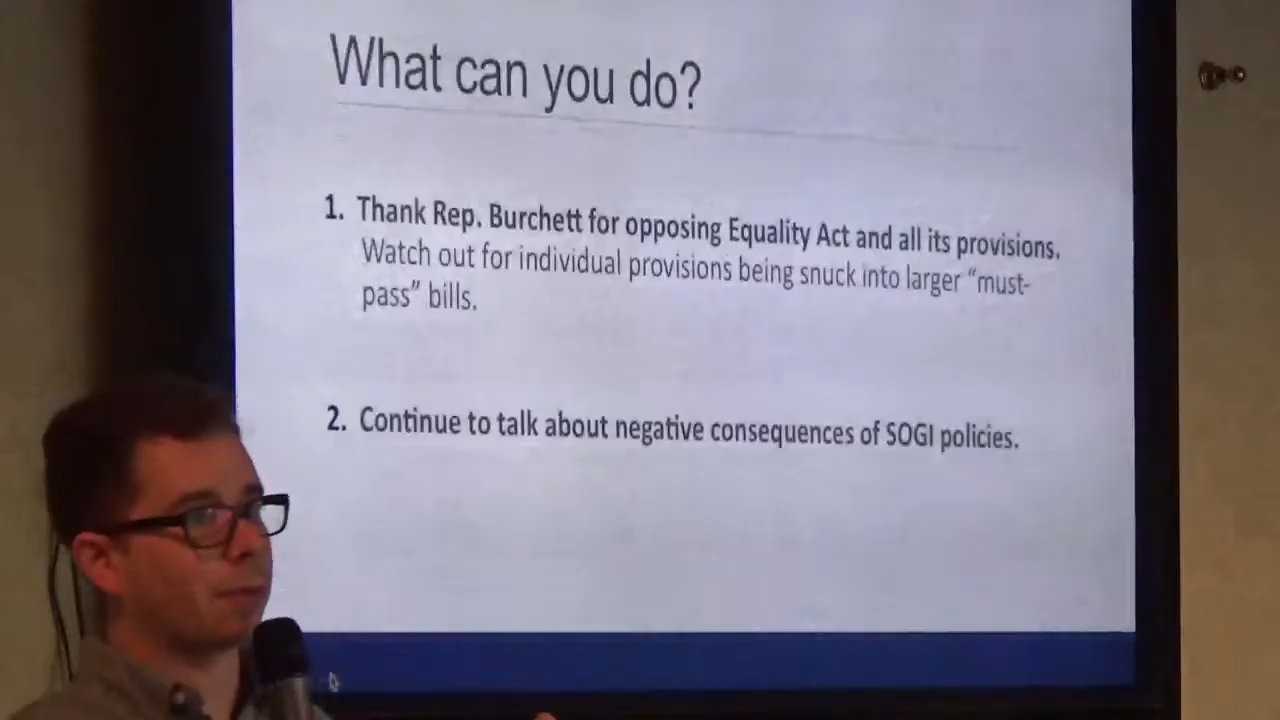 What can you do?
1. Thank Rep. Burchett for opposing Equality Act and all its provisions.
Watch out for individual provisions being snuck into larger “must-
pass” bills.
2. Continue to talk about negative consequences of SOGI policies.